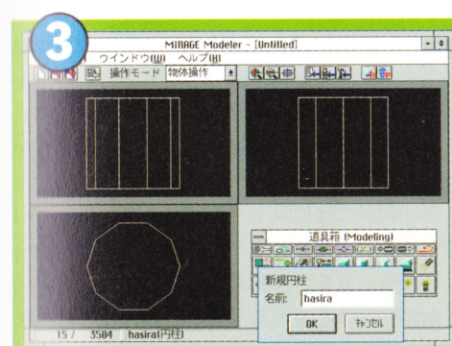 3
MIRAGE Modeler - [Untitled]
ウインドウ(W) ヘルプ(H)
操作モード 物体操作
道具箱 (Modeling)
新規円柱
名前: hasira
OK キャンセル
15 / 3504 hasira(円柱)